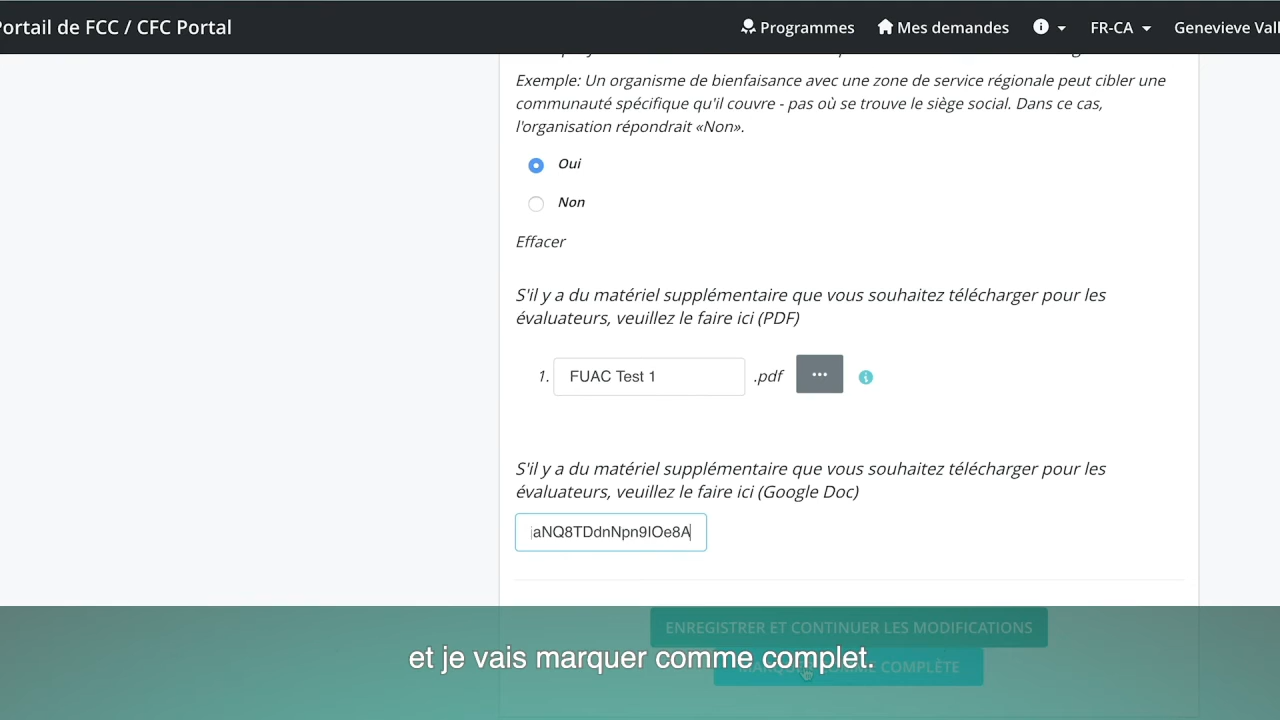 Portail de FCC / CFC Portal
Programmes
Mes demandes
FR-CA
Genevieve Vall
Exemple: Un organisme de bienfaisance avec une zone de service régionale peut cibler une
communauté spécifique qu'il couvre - pas où se trouve le siège social. Dans ce cas,
l'organisation répondrait «Non».
Oui
Non
Effacer
S'il y a du matériel supplémentaire que vous souhaitez télécharger pour les
évaluateurs, veuillez le faire ici (PDF)
1. FUAC Test 1 .pdf ...
S'il y a du matériel supplémentaire que vous souhaitez télécharger pour les
évaluateurs, veuillez le faire ici (Google Doc)
aNQ8TDdnNpn9IOe8A
ENREGISTRER ET CONTINUER LES MODIFICATIONS
et je vais marquer comme complet.
COMPLÈTE